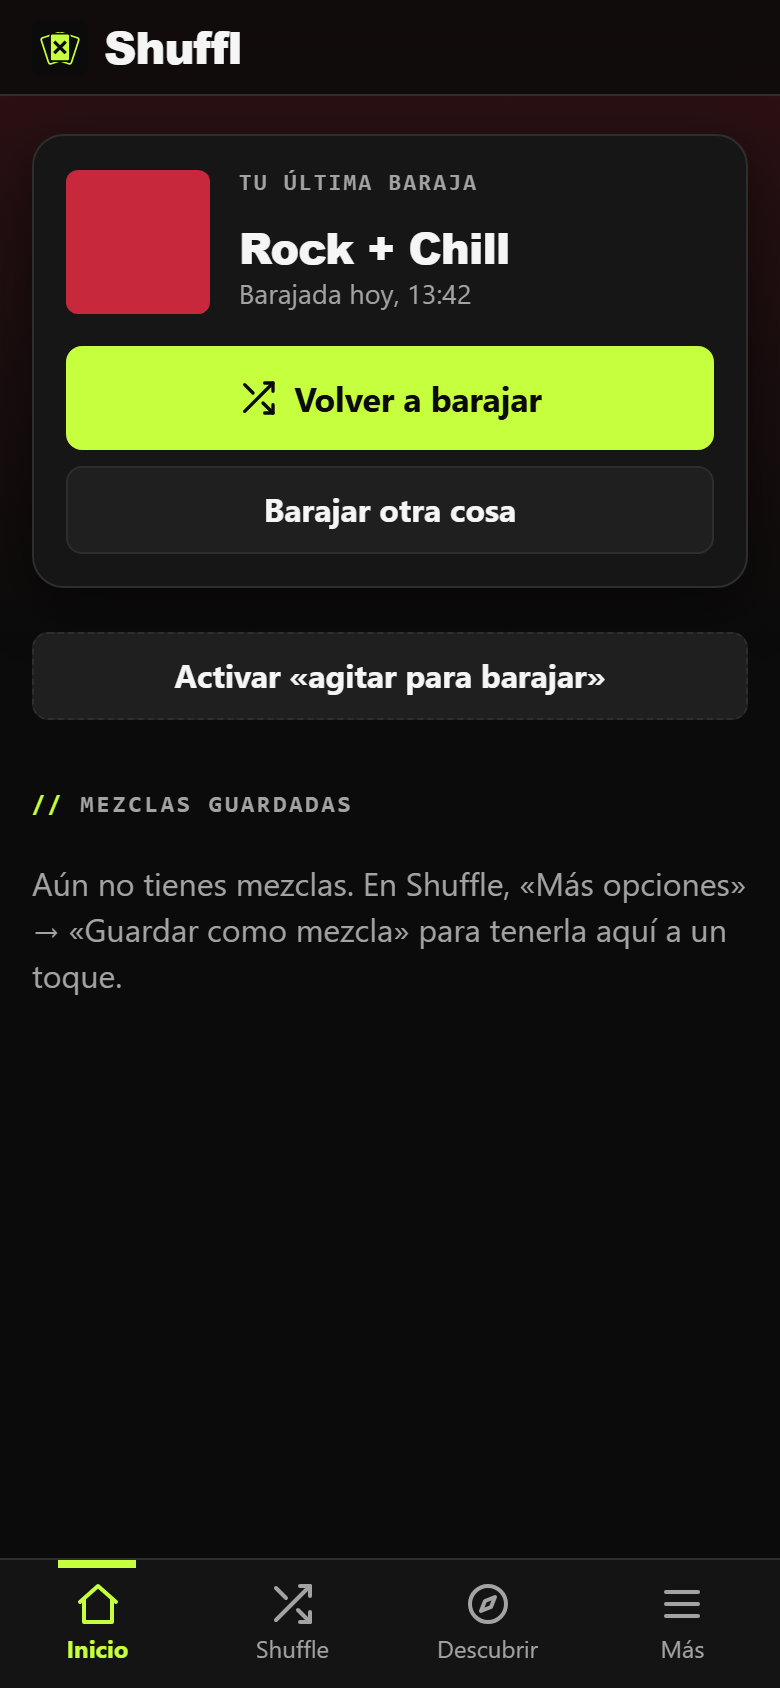 Shuffl
TU ÚLTIMA BARAJA
Rock + Chill
Barajada hoy, 13:42
Volver a barajar
Barajar otra cosa
Activar «agitar para barajar»
// MEZCLAS GUARDADAS
Aún no tienes mezclas. En Shuffle, «Más opciones»
→ «Guardar como mezcla» para tenerla aquí a un
toque.
Inicio
Shuffle
Descubrir
Más